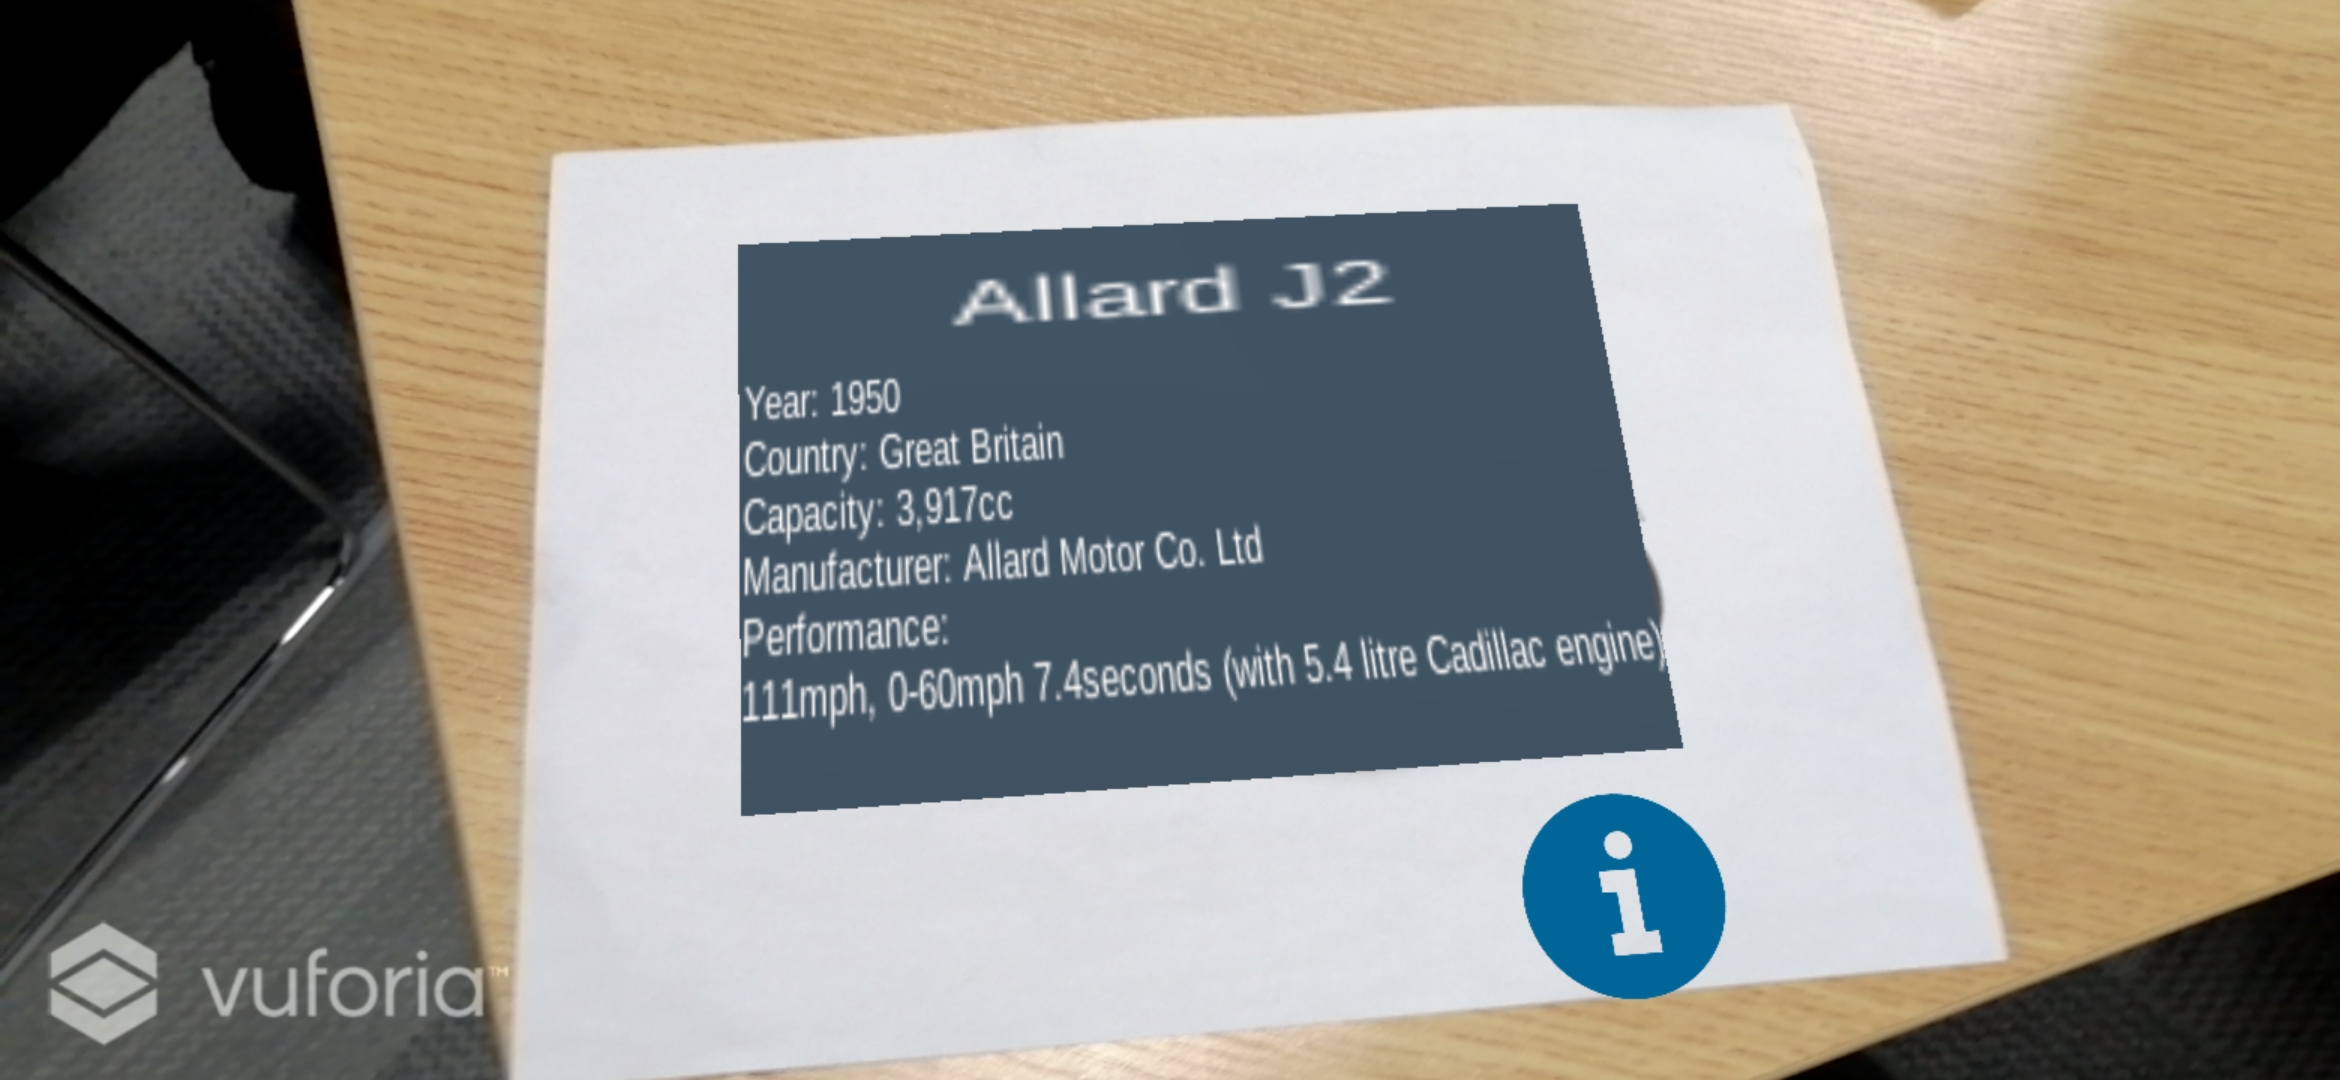 Allard J2
Year: 1950
Country: Great Britain
Capacity: 3,917cc
Manufacturer: Allard Motor Co. Ltd
Performance:
111mph, 0-60mph 7.4seconds (with 5.4 litre Cadillac engine)
i
vuforia™